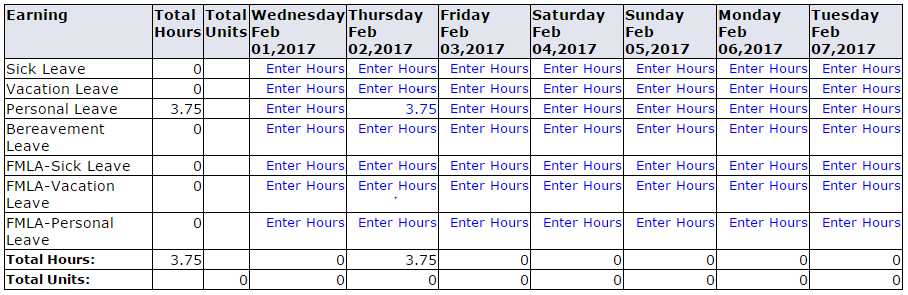 Earning Total Hours Total Units Wednesday Feb 01,2017 Thursday Feb 02,2017 Friday Feb 03,2017 Saturday Feb 04,2017 Sunday Feb 05,2017 Monday Feb 06,2017 Tuesday Feb 07,2017
Sick Leave 0 Enter Hours Enter Hours Enter Hours Enter Hours Enter Hours Enter Hours Enter Hours
Vacation Leave 0 Enter Hours Enter Hours Enter Hours Enter Hours Enter Hours Enter Hours Enter Hours
Personal Leave 3.75 Enter Hours 3.75 Enter Hours Enter Hours Enter Hours Enter Hours Enter Hours
Bereavement Leave 0 Enter Hours Enter Hours Enter Hours Enter Hours Enter Hours Enter Hours Enter Hours
FMLA-Sick Leave 0 Enter Hours Enter Hours Enter Hours Enter Hours Enter Hours Enter Hours Enter Hours
FMLA-Vacation Leave 0 Enter Hours Enter Hours Enter Hours Enter Hours Enter Hours Enter Hours Enter Hours
FMLA-Personal Leave 0 Enter Hours Enter Hours Enter Hours Enter Hours Enter Hours Enter Hours Enter Hours
Total Hours: 3.75 0 3.75 0 0 0 0 0
Total Units: 0 0 0 0 0 0 0 0